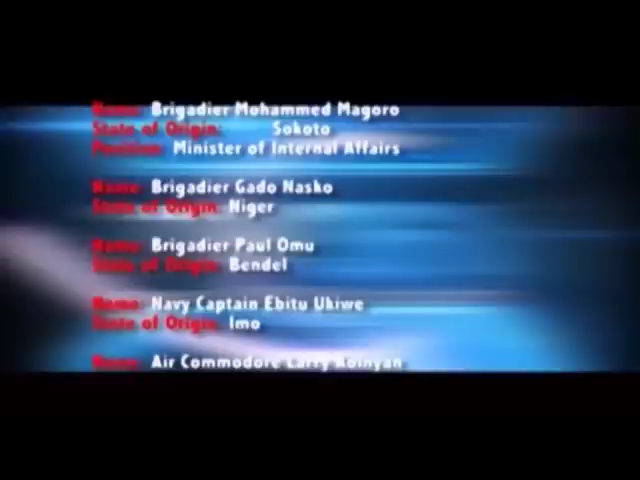 Name: Brigadier Mohammed Magoro
State of Origin: Sokoto
Position: Minister of Internal Affairs
Name: Brigadier Gado Nasko
State of Origin: Niger
Name: Brigadier Paul Omu
State of Origin: Bendel
Name: Navy Captain Ebitu Ukiwe
State of Origin: Imo
Name: Air Commodore Larry Koinyan